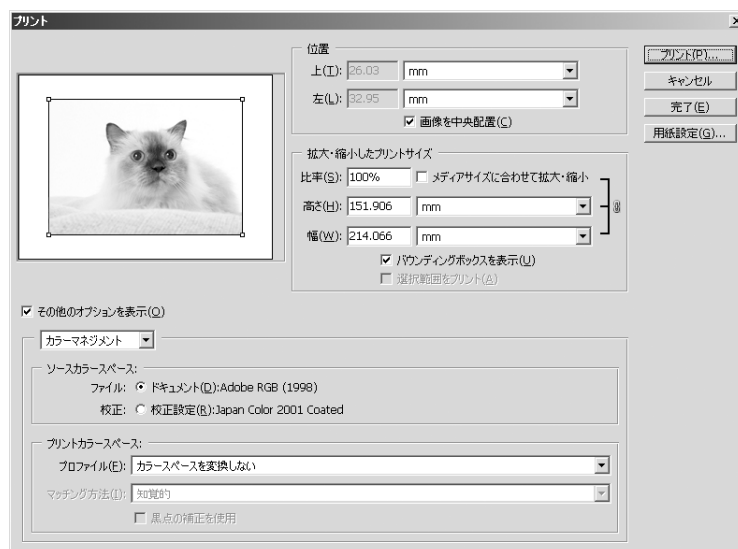 プリント
位置
上(T): 26.03 mm
左(L): 32.95 mm
画像を中央配置(C)
拡大・縮小したプリントサイズ
比率(S): 100% メディアサイズに合わせて拡大・縮小
高さ(H): 151.906 mm
幅(W): 214.066 mm
バウンディングボックスを表示(U)
選択範囲をプリント(A)
プリント(P)...
キャンセル
完了(E)
用紙設定(G)...
その他のオプションを表示(O)
カラーマネジメント
ソースカラースペース:
ファイル: ドキュメント(D):Adobe RGB (1998)
校正: 校正設定(R):Japan Color 2001 Coated
プリントカラースペース:
プロファイル(F): カラースペースを変換しない
マッチング方法(I): 知覚的
黒点の補正を使用